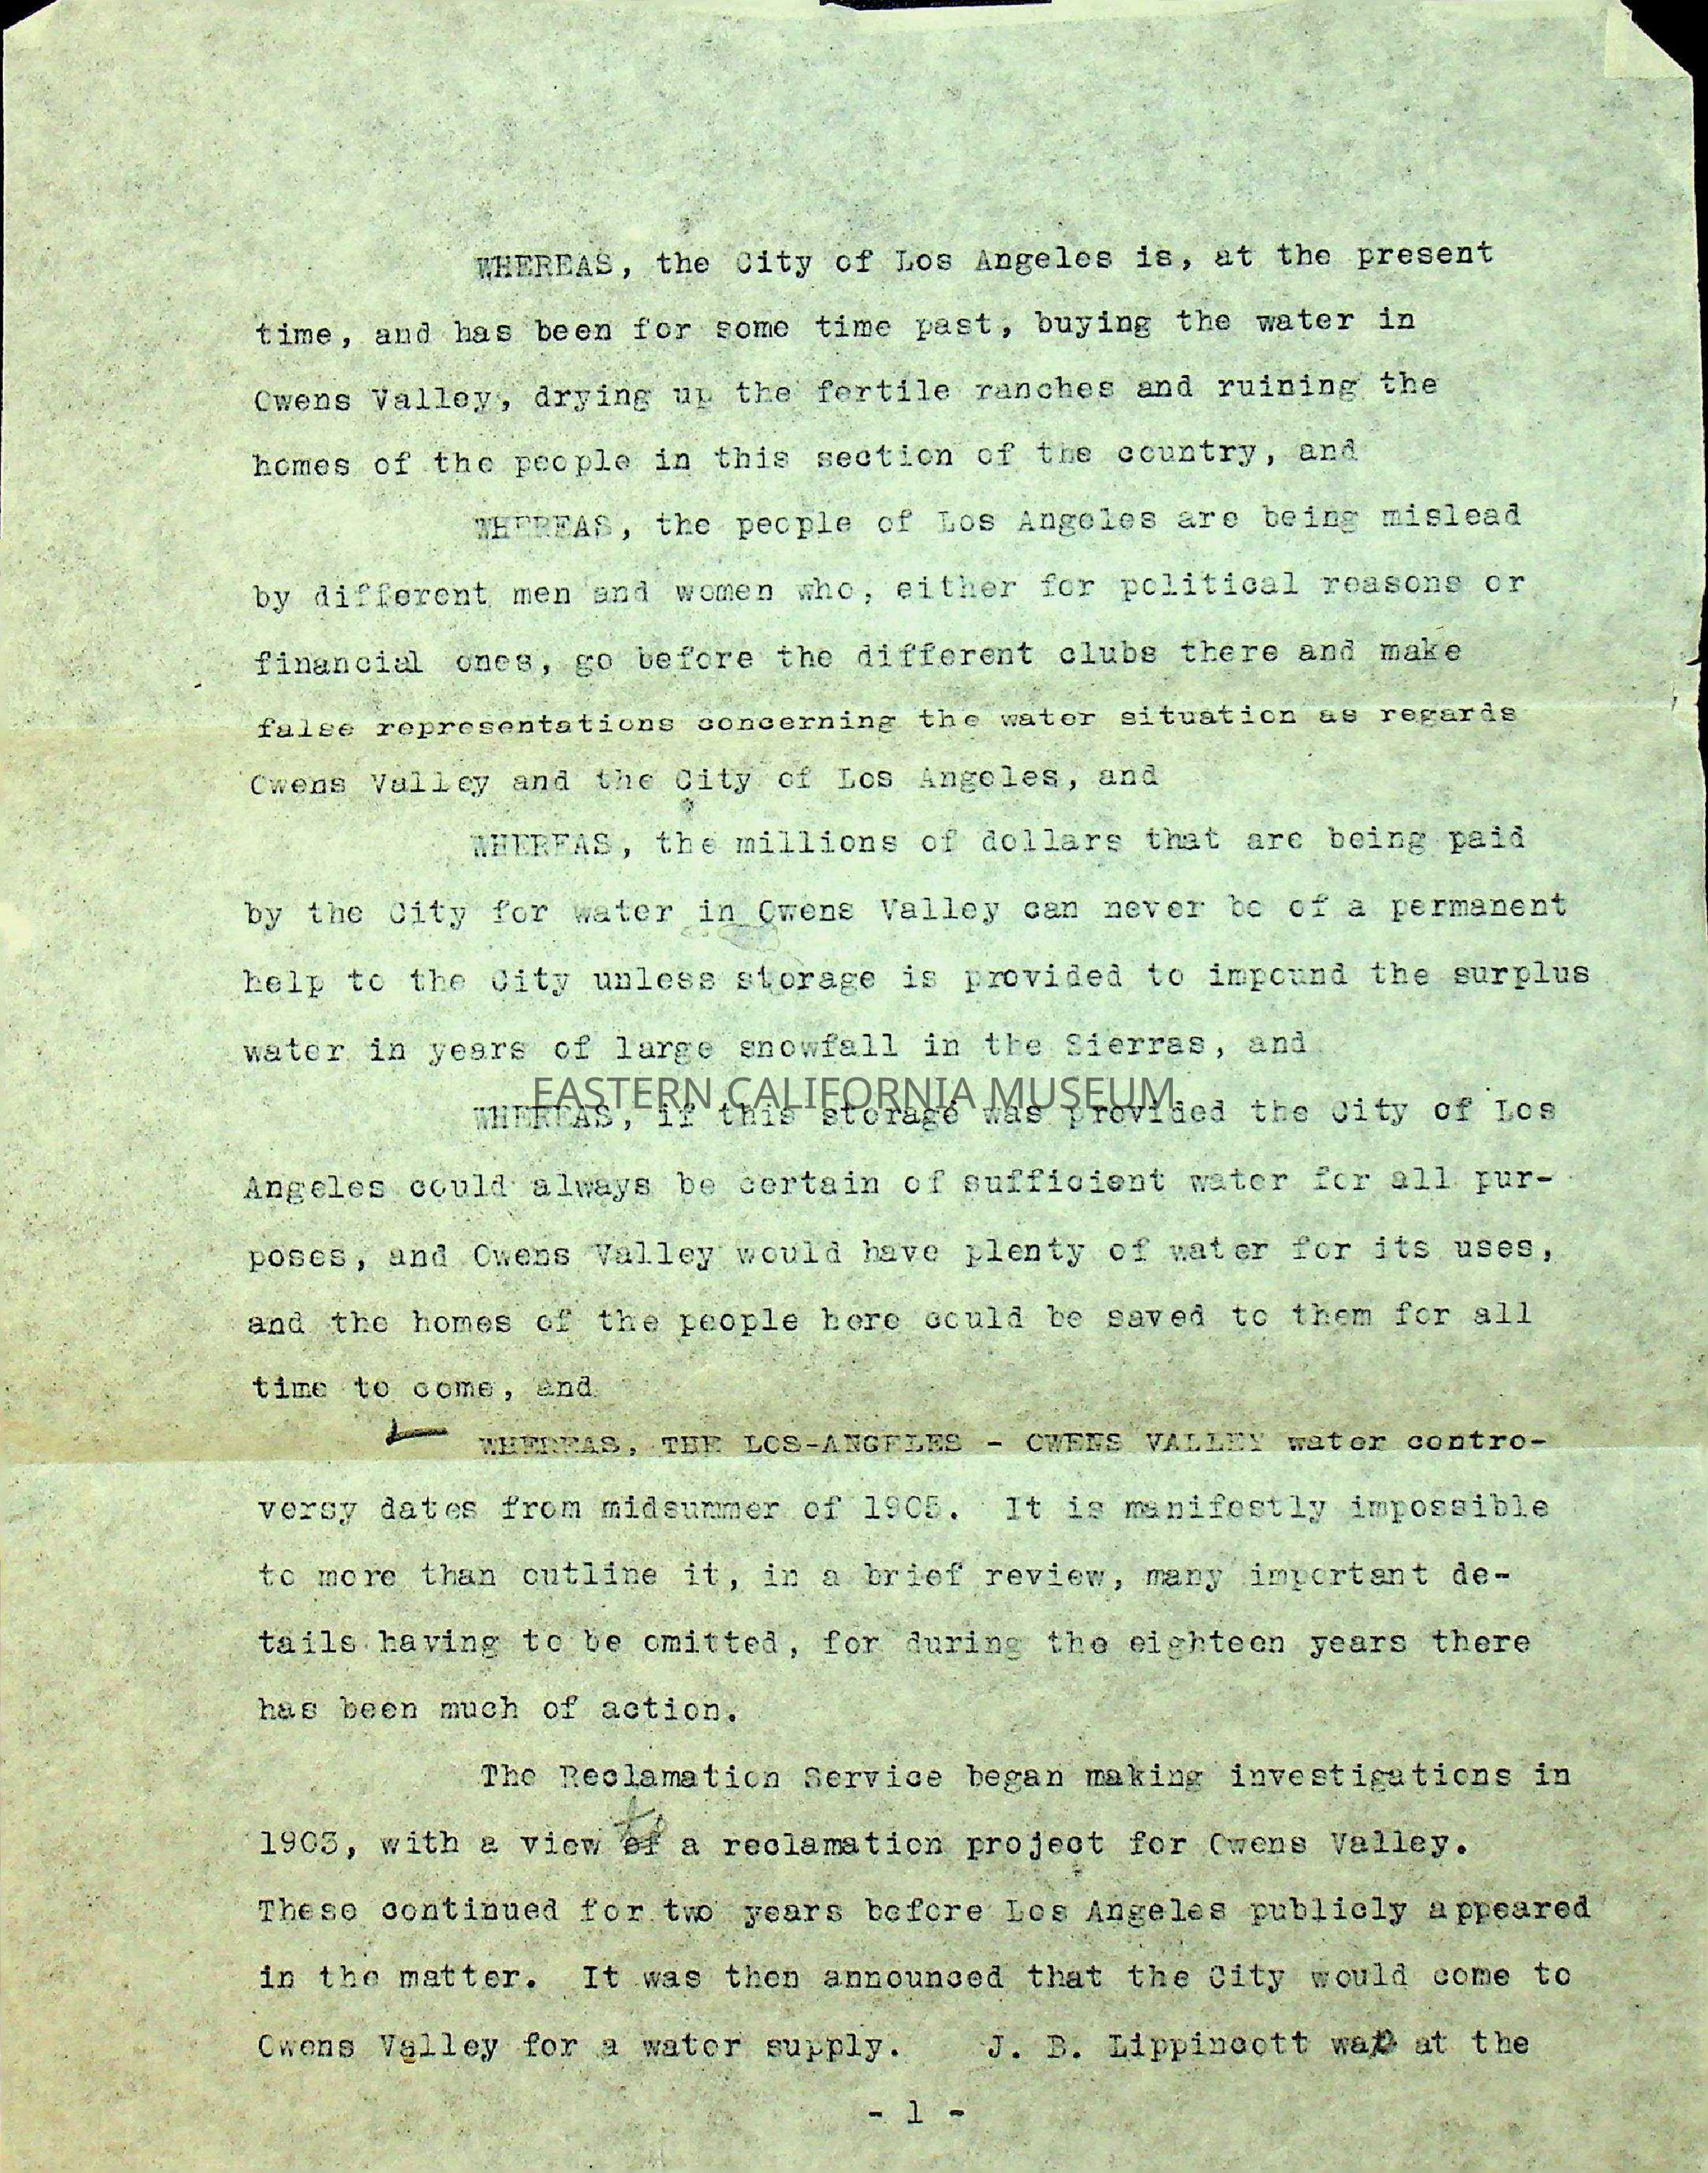 WHEREAS, the City of Los Angeles is, at the present
time, and has been for some time past, buying the water in
Owens Valley, drying up the fertile ranches and ruining the
homes of the people in this section of the country, and
WHEREAS, the people of Los Angeles are being mislead
by different men and women who, either for political reasons or
financial ones, go before the different clubs there and make
false representations concerning the water situation as regards
Owens Valley and the City of Los Angeles, and
WHEREAS, the millions of dollars that are being paid
by the City for water in Owens Valley can never be of a permanent
help to the City unless storage is provided to impound the surplus
water in years of large snowfall in the Sierras, and
EASTERN CALIFORNIA MUSEUM
WHEREAS, if this storage was provided the City of Los
Angeles could always be certain of sufficient water for all pur-
poses, and Owens Valley would have plenty of water for its uses,
and the homes of the people here could be saved to them for all
time to come, and
WHEREAS, THE LOS-ANGELES - OWENS VALLEY water contro-
versy dates from midsummer of 1905. It is manifestly impossible
to more than outline it, in a brief review, many important de-
tails having to be omitted, for during the eighteen years there
has been much of action.
The Reclamation Service began making investigations in
to
1903, with a view of a reclamation project for Owens Valley.
These continued for two years before Los Angeles publicly appeared
in the matter. It was then announced that the City would come to
Owens Valley for a water supply. J. B. Lippincott was at the
- 1 -